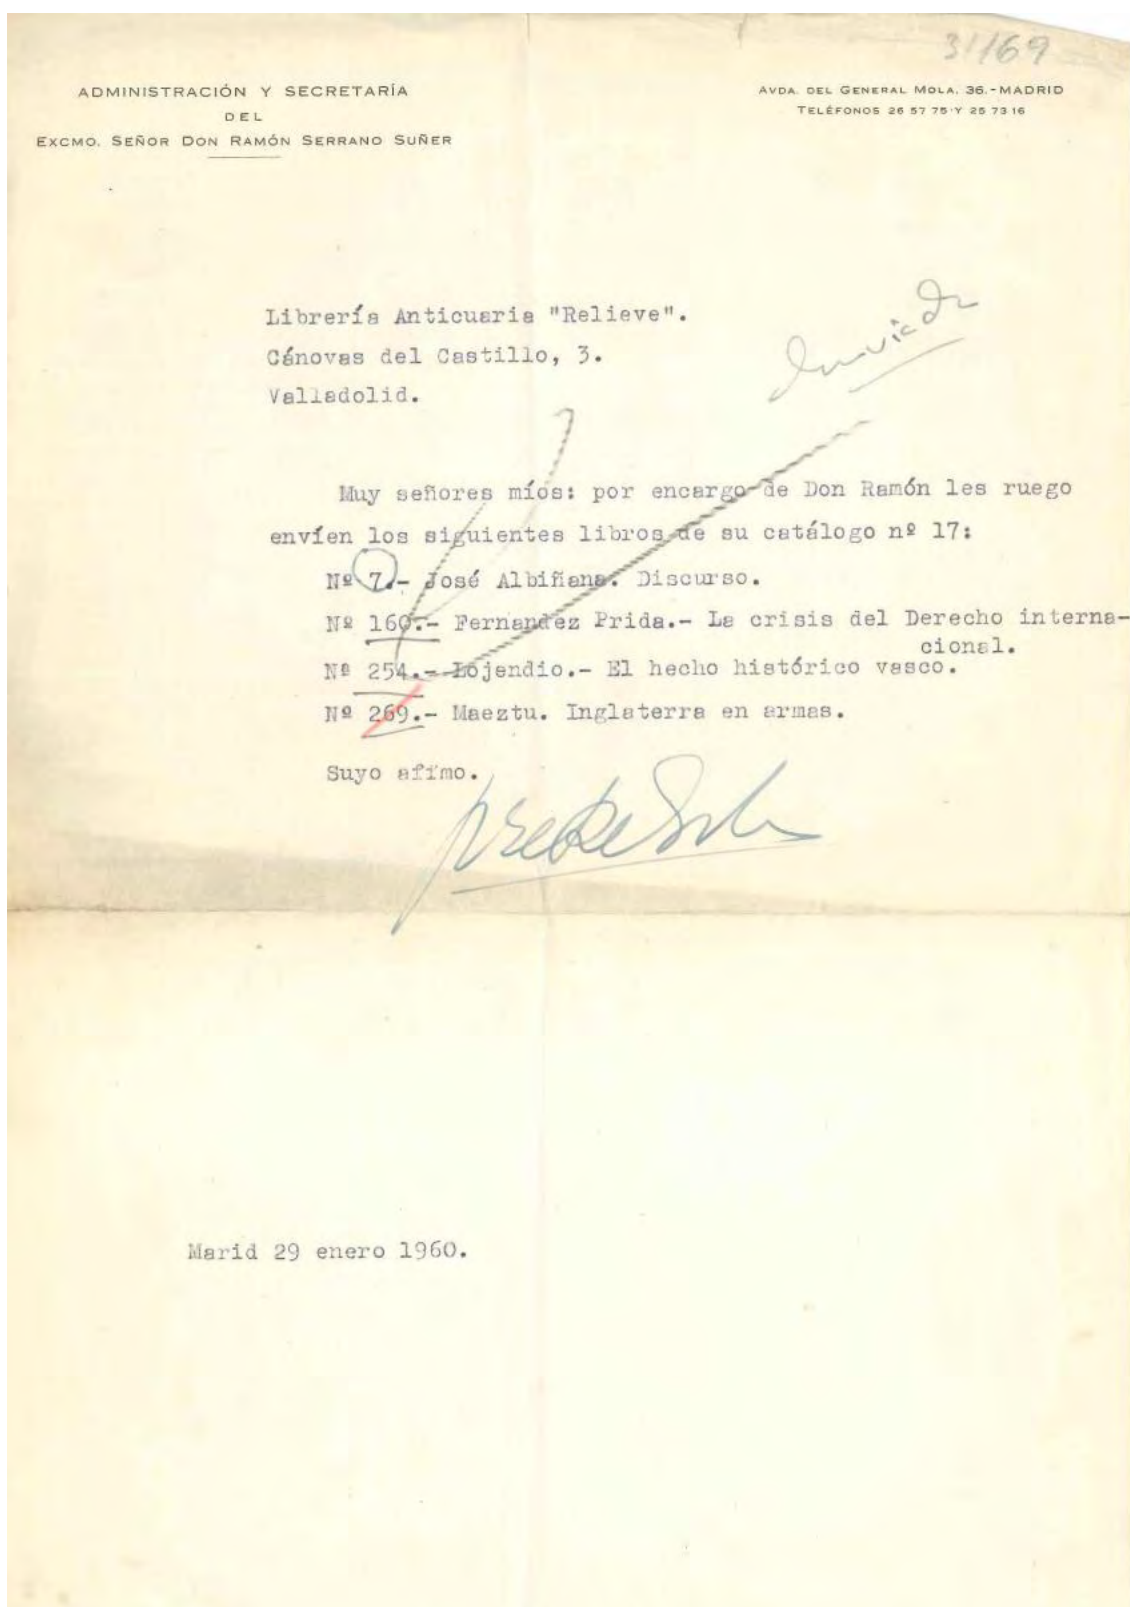 31169
ADMINISTRACIÓN Y SECRETARÍA
DEL
EXCMO. SEÑOR DON RAMÓN SERRANO SUÑER
AVDA. DEL GENERAL MOLA, 36.-MADRID
TELÉFONOS 26 57 75 Y 25 73 16
Librería Anticuaria "Relieve".
Cánovas del Castillo, 3.
Valladolid.
Enviado
Muy señores míos: por encargo de Don Ramón les ruego
envíen los siguientes libros de su catálogo nº 17:
Nº 7.- José Albiñana. Discurso.
Nº 160.- Fernandez Prida.- La crisis del Derecho interna-
cional.
Nº 254.- Lojendio.- El hecho histórico vasco.
Nº 269.- Maeztu. Inglaterra en armas.
Suyo afímo.
Marid 29 enero 1960.